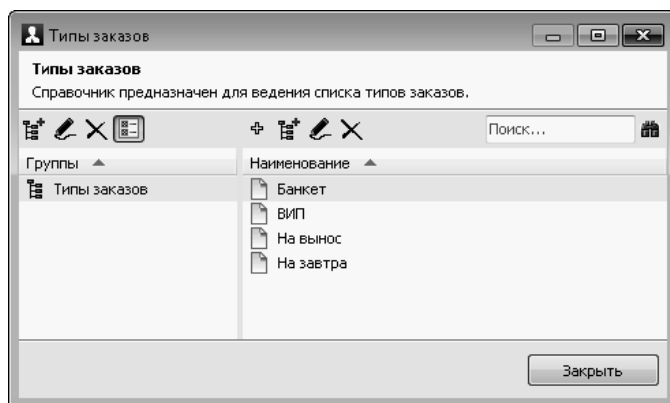 Типы заказов
Типы заказов
Справочник предназначен для ведения списка типов заказов.
Поиск...
Группы
Наименование
Типы заказов
Банкет
ВИП
На вынос
На завтра
Закрыть